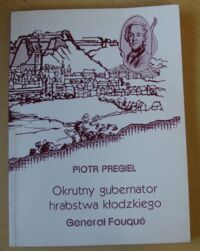 PIOTR PREGIEL
Okrutny gubernator
hrabstwa kłodzkiego
General Fouqué